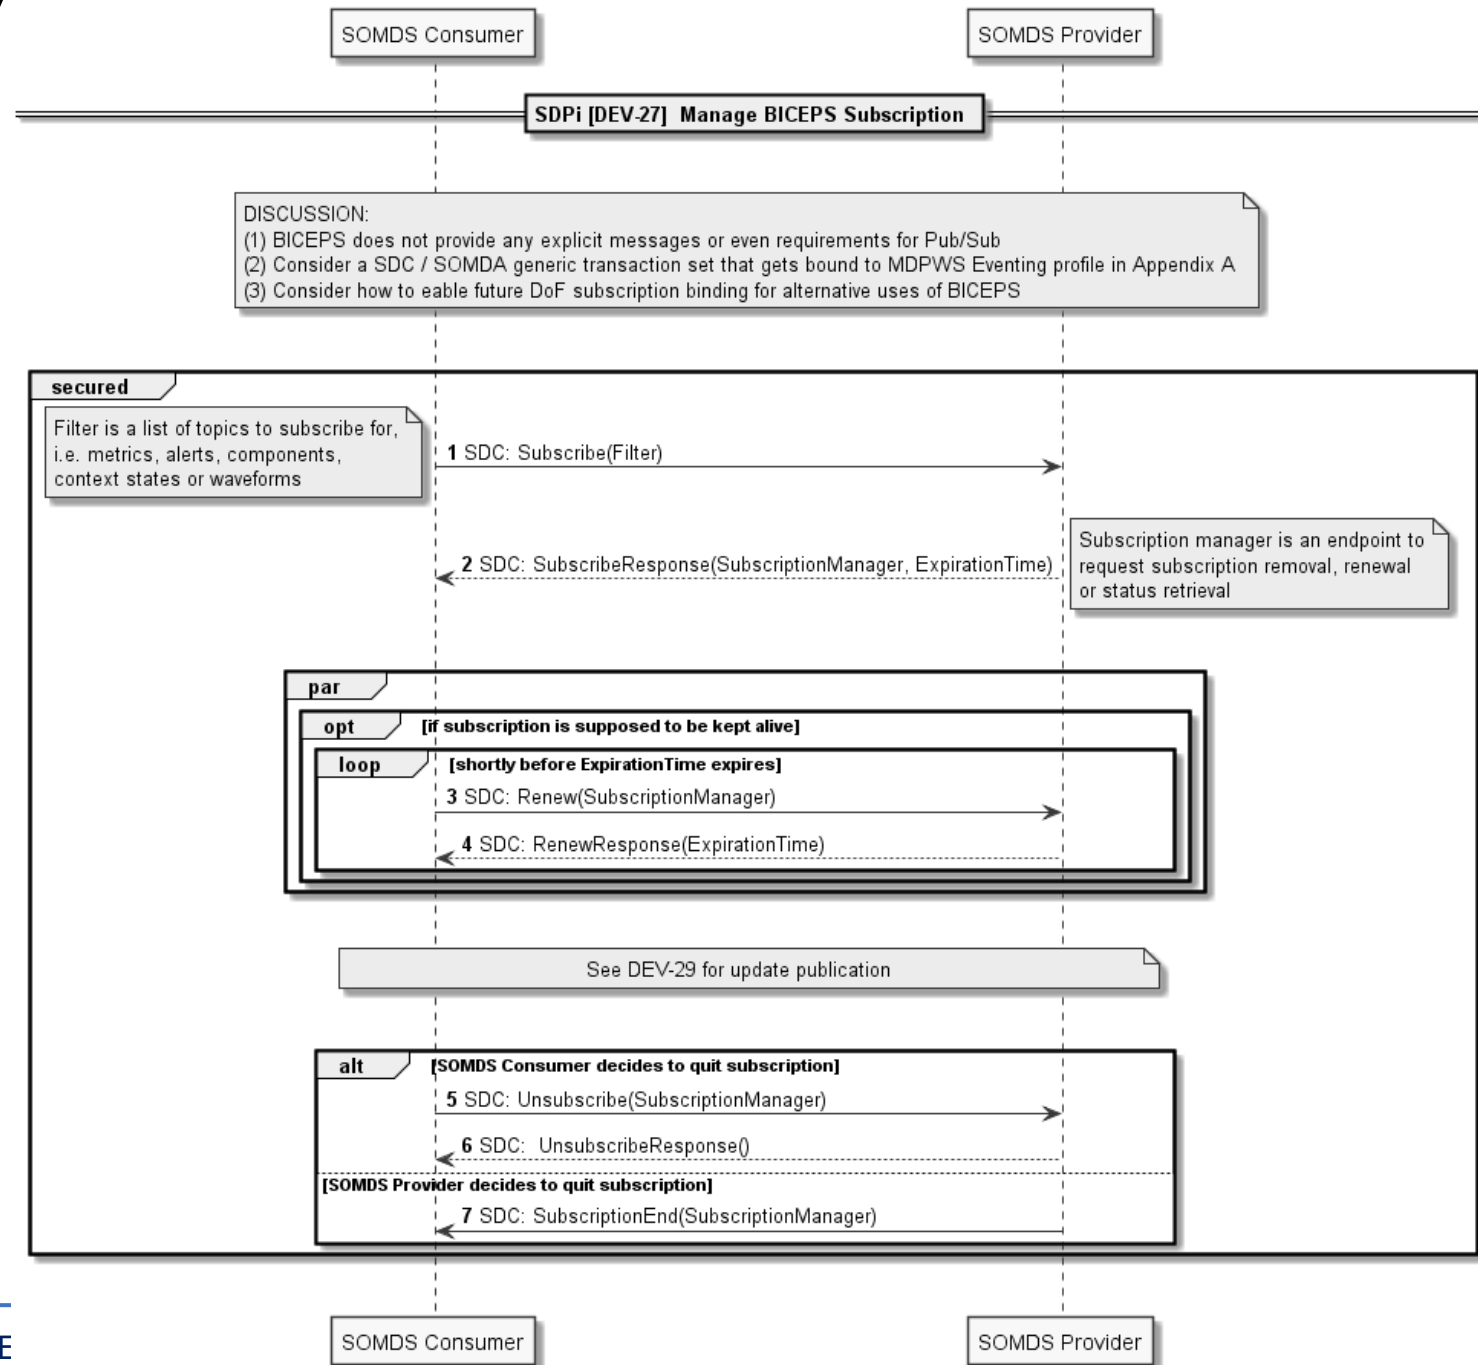 SOMDS Consumer
SOMDS Provider
SDPi [DEV-27]  Manage BICEPS Subscription
DISCUSSION:
(1) BICEPS does not provide any explicit messages or even requirements for Pub/Sub
(2) Consider a SDC / SOMDA generic transaction set that gets bound to MDPWS Eventing profile in Appendix A
(3) Consider how to eable future DoF subscription binding for alternative uses of BICEPS
secured
Filter is a list of topics to subscribe for,
i.e. metrics, alerts, components,
context states or waveforms
1 SDC: Subscribe(Filter)
2 SDC: SubscribeResponse(SubscriptionManager, ExpirationTime)
Subscription manager is an endpoint to
request subscription removal, renewal
or status retrieval
par
opt [if subscription is supposed to be kept alive]
loop [shortly before ExpirationTime expires]
3 SDC: Renew(SubscriptionManager)
4 SDC: RenewResponse(ExpirationTime)
See DEV-29 for update publication
alt [SOMDS Consumer decides to quit subscription]
5 SDC: Unsubscribe(SubscriptionManager)
6 SDC:  UnsubscribeResponse()
[SOMDS Provider decides to quit subscription]
7 SDC: SubscriptionEnd(SubscriptionManager)
SOMDS Consumer
SOMDS Provider